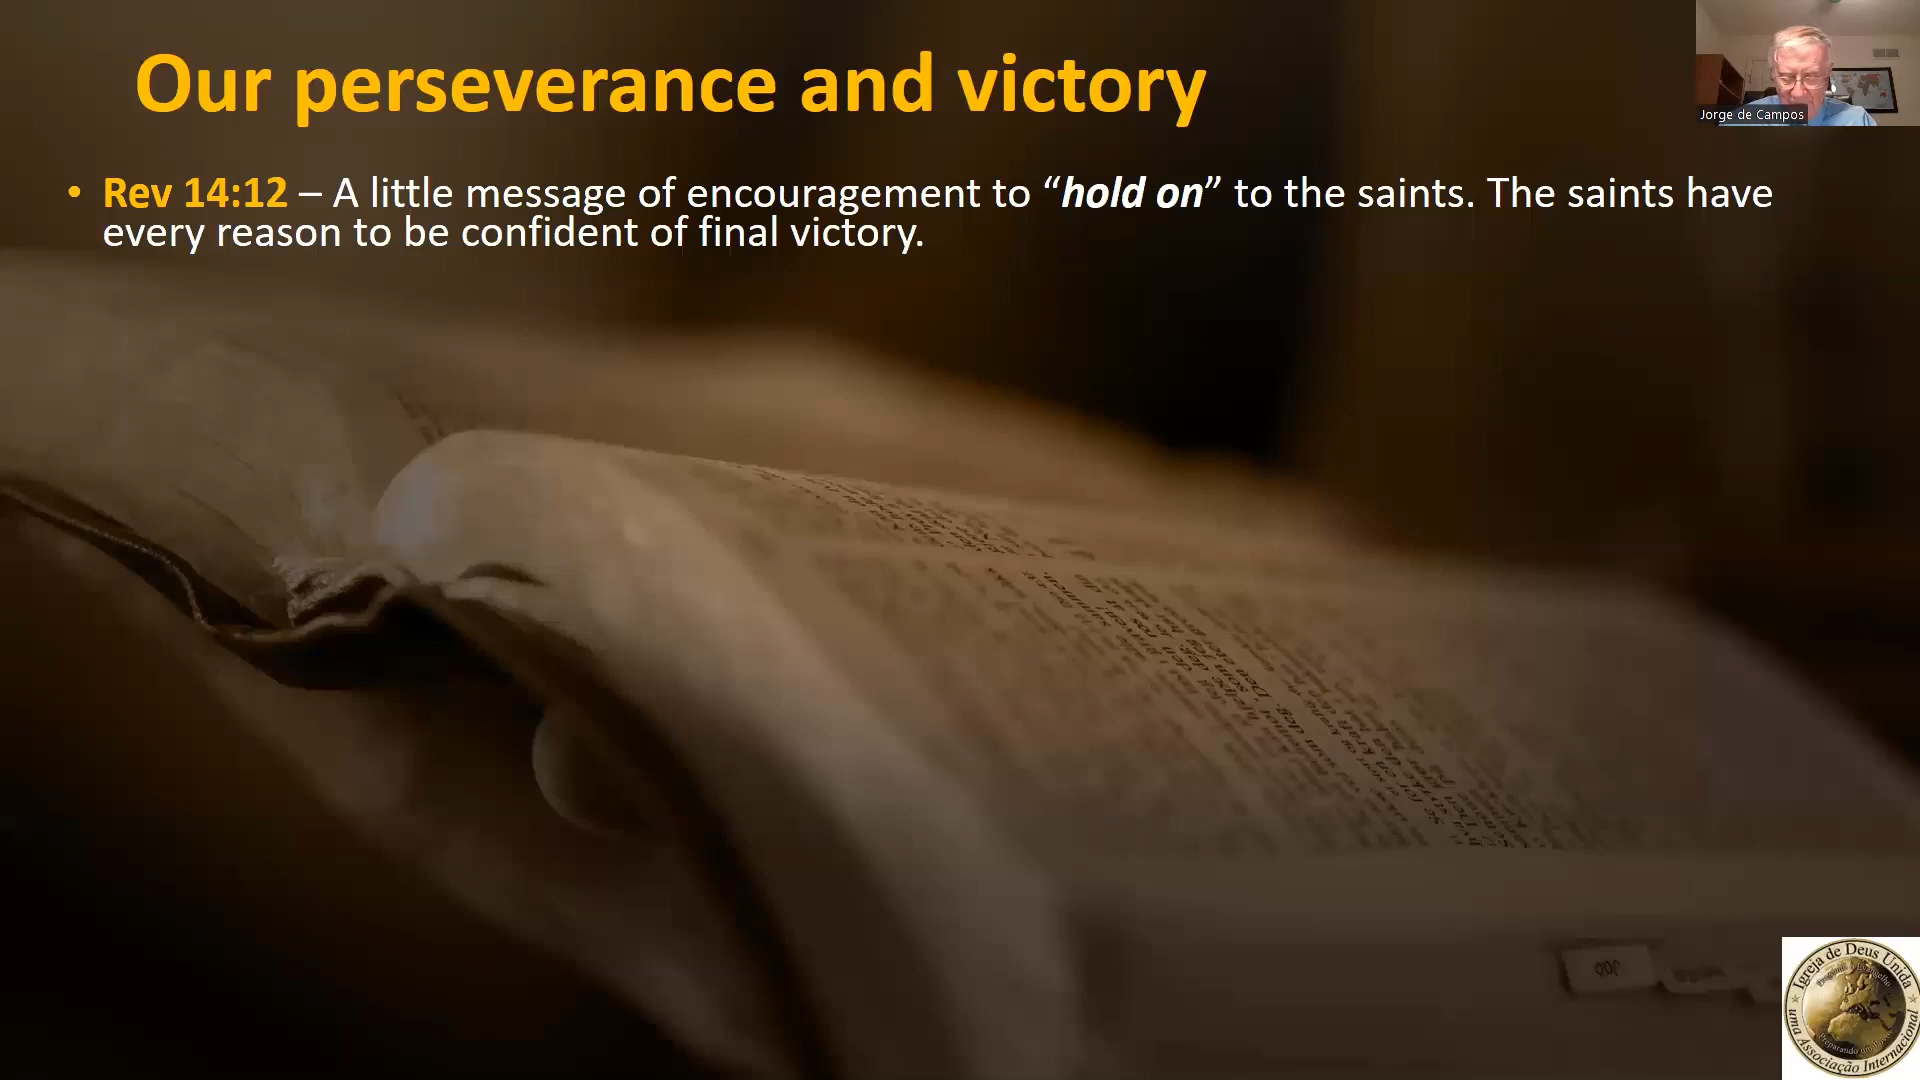 Our perseverance and victory
Jorge de Campos
• Rev 14:12 – A little message of encouragement to “hold on” to the saints. The saints have
every reason to be confident of final victory.
Igreja de Deus Unida
uma Associação Internacional